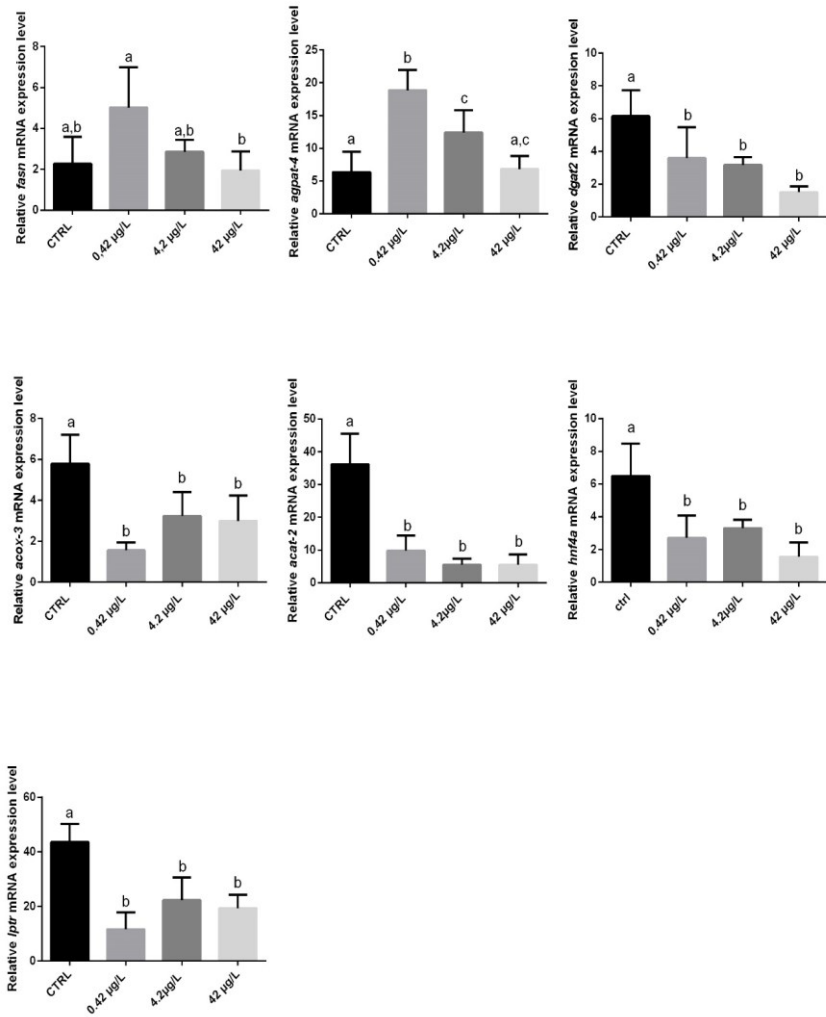 Relative fasn mRNA expression level
8
6
4
2
0
a,b
a
a,b
b
CTRL
0,42 µg/L
4,2 µg/L
42 µg/L
Relative agpat-4 mRNA expression level
25
20
15
10
5
0
a
b
c
a,c
CTRL
0.42 µg/L
4.2µg/L
42 µg/L
Relative dgat2 mRNA expression level
10
8
6
4
2
0
a
b
b
b
CTRL
0.42 µg/L
4.2 µg/L
42 µg/L
Relative acox-3 mRNA expression level
8
6
4
2
0
a
b
b
b
CTRL
0.42 µg/L
4.2 µg/L
42 µg/L
Relative acat-2 mRNA expression level
50
40
30
20
10
0
a
b
b
b
CTRL
0.42 µg/L
4.2µg/L
42 µg/L
Relative hnf4a mRNA expression level
10
8
6
4
2
0
a
b
b
b
ctrl
0.42 µg/L
4.2µg/L
42 µg/L
Relative lptr mRNA expression level
60
40
20
0
a
b
b
b
CTRL
0.42 µg/L
4.2µg/L
42 µg/L